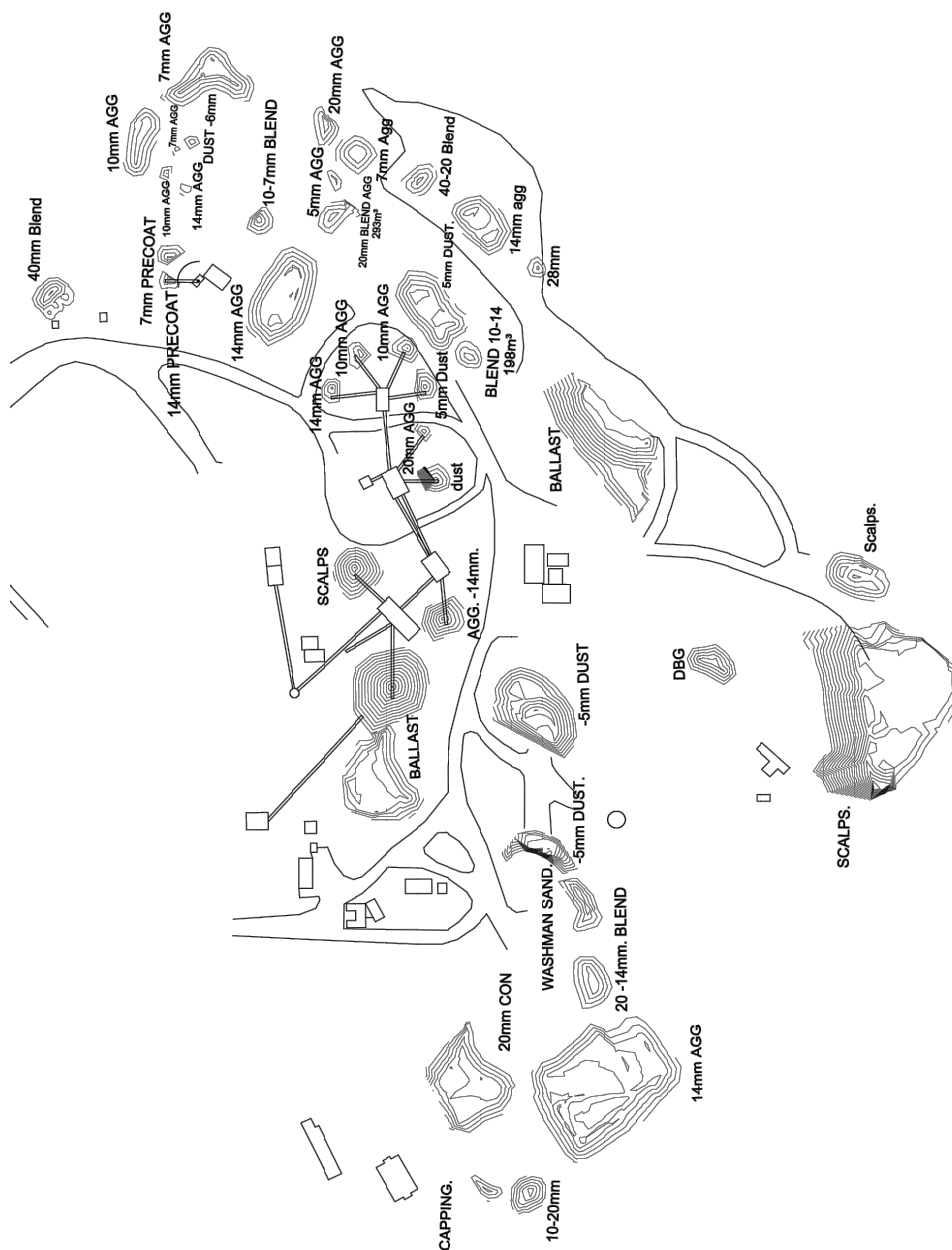 7mm AGG
10mm AGG
7mm AGG
DUST -6mm
20mm AGG
10-7mm BLEND
5mm AGG
7mm Agg
40-20 Blend
10mm AGG
14mm AGG
20mm BLEND AGG
293m³
14mm agg
40mm Blend
7mm PRECOAT
5mm DUST.
28mm
14mm PRECOAT
14mm AGG
10mm AGG
10mm AGG
BLEND 10-14
198m³
14mm AGG
5mm Dust
20mm AGG
dust
BALLAST
SCALPS
Scalps.
AGG. -14mm.
DBG
-5mm DUST
BALLAST
-5mm DUST.
SCALPS.
WASHMAN SAND.
20 -14mm. BLEND
20mm CON
14mm AGG
CAPPING.
10-20mm